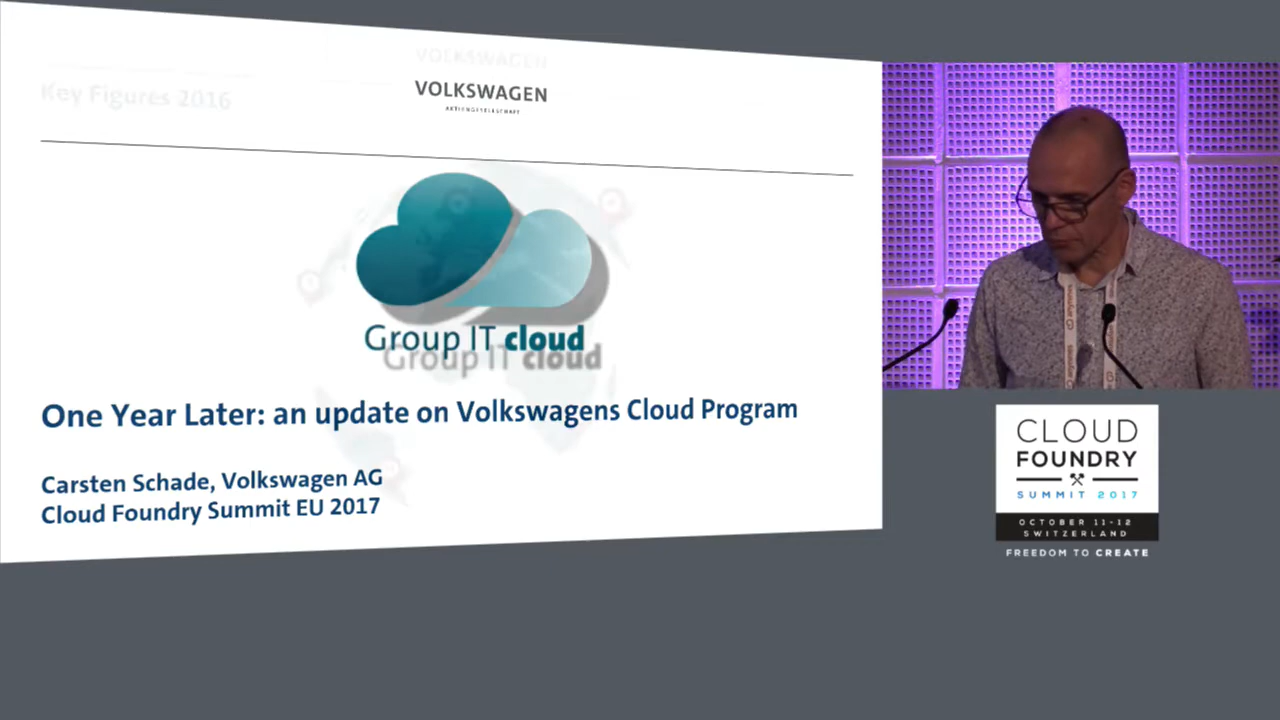 VOLKSWAGEN
Key Figures 2016
VOLKSWAGEN
AKTIENGESELLSCHAFT
Group IT cloud
Group IT cloud
One Year Later: an update on Volkswagens Cloud Program
Carsten Schade, Volkswagen AG
Cloud Foundry Summit EU 2017
CLOUD
FOUNDRY
SUMMIT 2017
OCTOBER 11-12
SWITZERLAND
FREEDOM TO CREATE